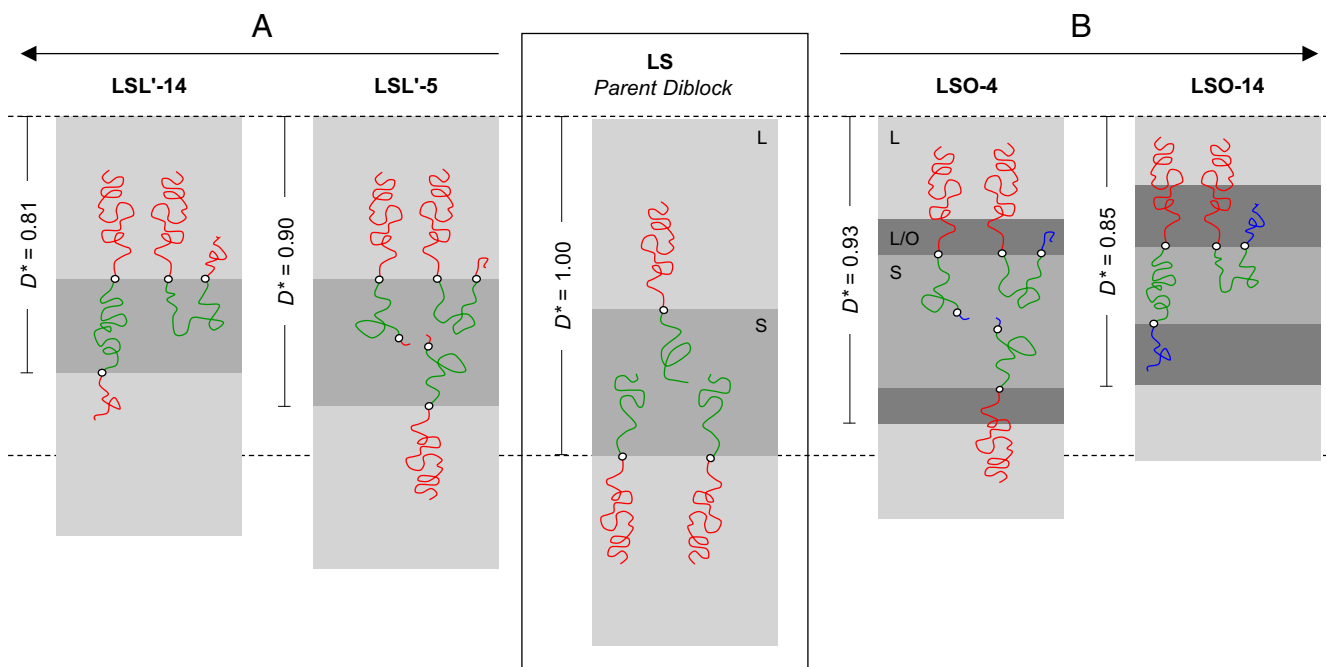 A
B
LSL'-14
LSL'-5
LS
Parent Diblock
LSO-4
LSO-14
D* = 0.81
D* = 0.90
D* = 1.00
L
S
D* = 0.93
L
L/O
S
D* = 0.85